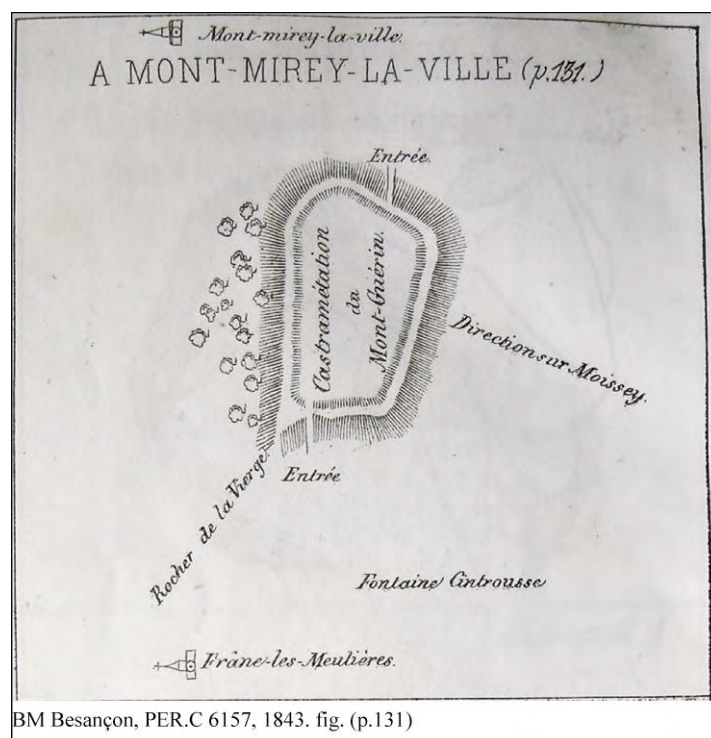 Mont-mirey-la-ville.
A MONT-MIREY-LA-VILLE (p.131.)
Entrée.
Castramétation
du
Mont-Guérin.
Direction sur Moissey.
Entrée
Rocher de la Vierge.
Fontaine Cintrousse
Frâne-les-Meulières.
BM Besançon, PER.C 6157, 1843. fig. (p.131)